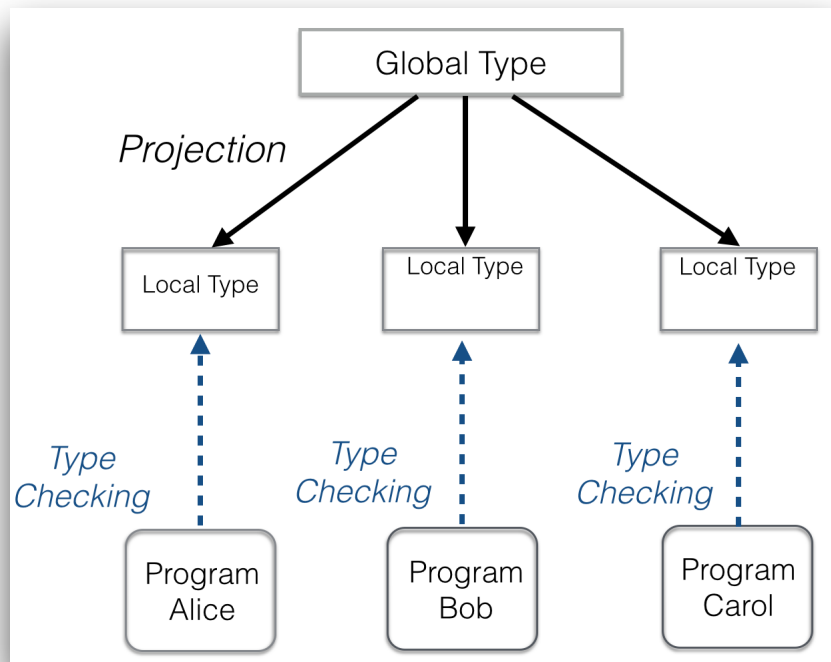 Global Type
Projection
Local Type
Local Type
Local Type
Type
Checking
Type
Checking
Type
Checking
Program
Alice
Program
Bob
Program
Carol